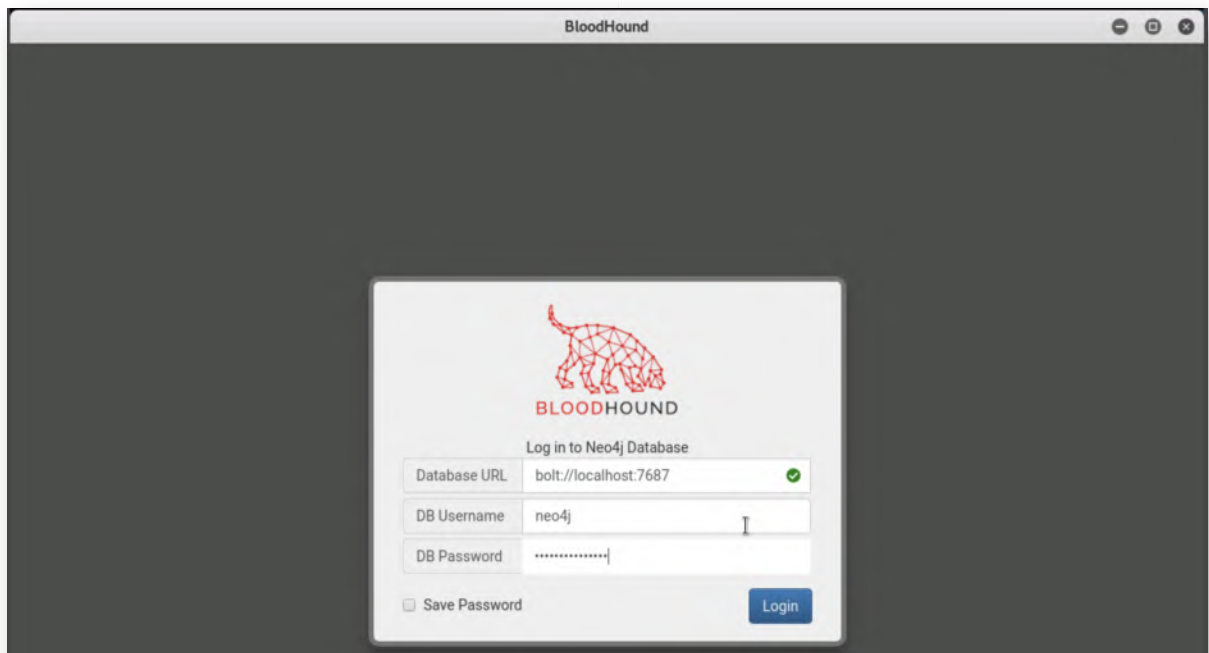 BloodHound
BLOODHOUND
Log in to Neo4j Database
Database URL bolt://localhost:7687
DB Username neo4j
DB Password •••••••••••••••
Save Password Login